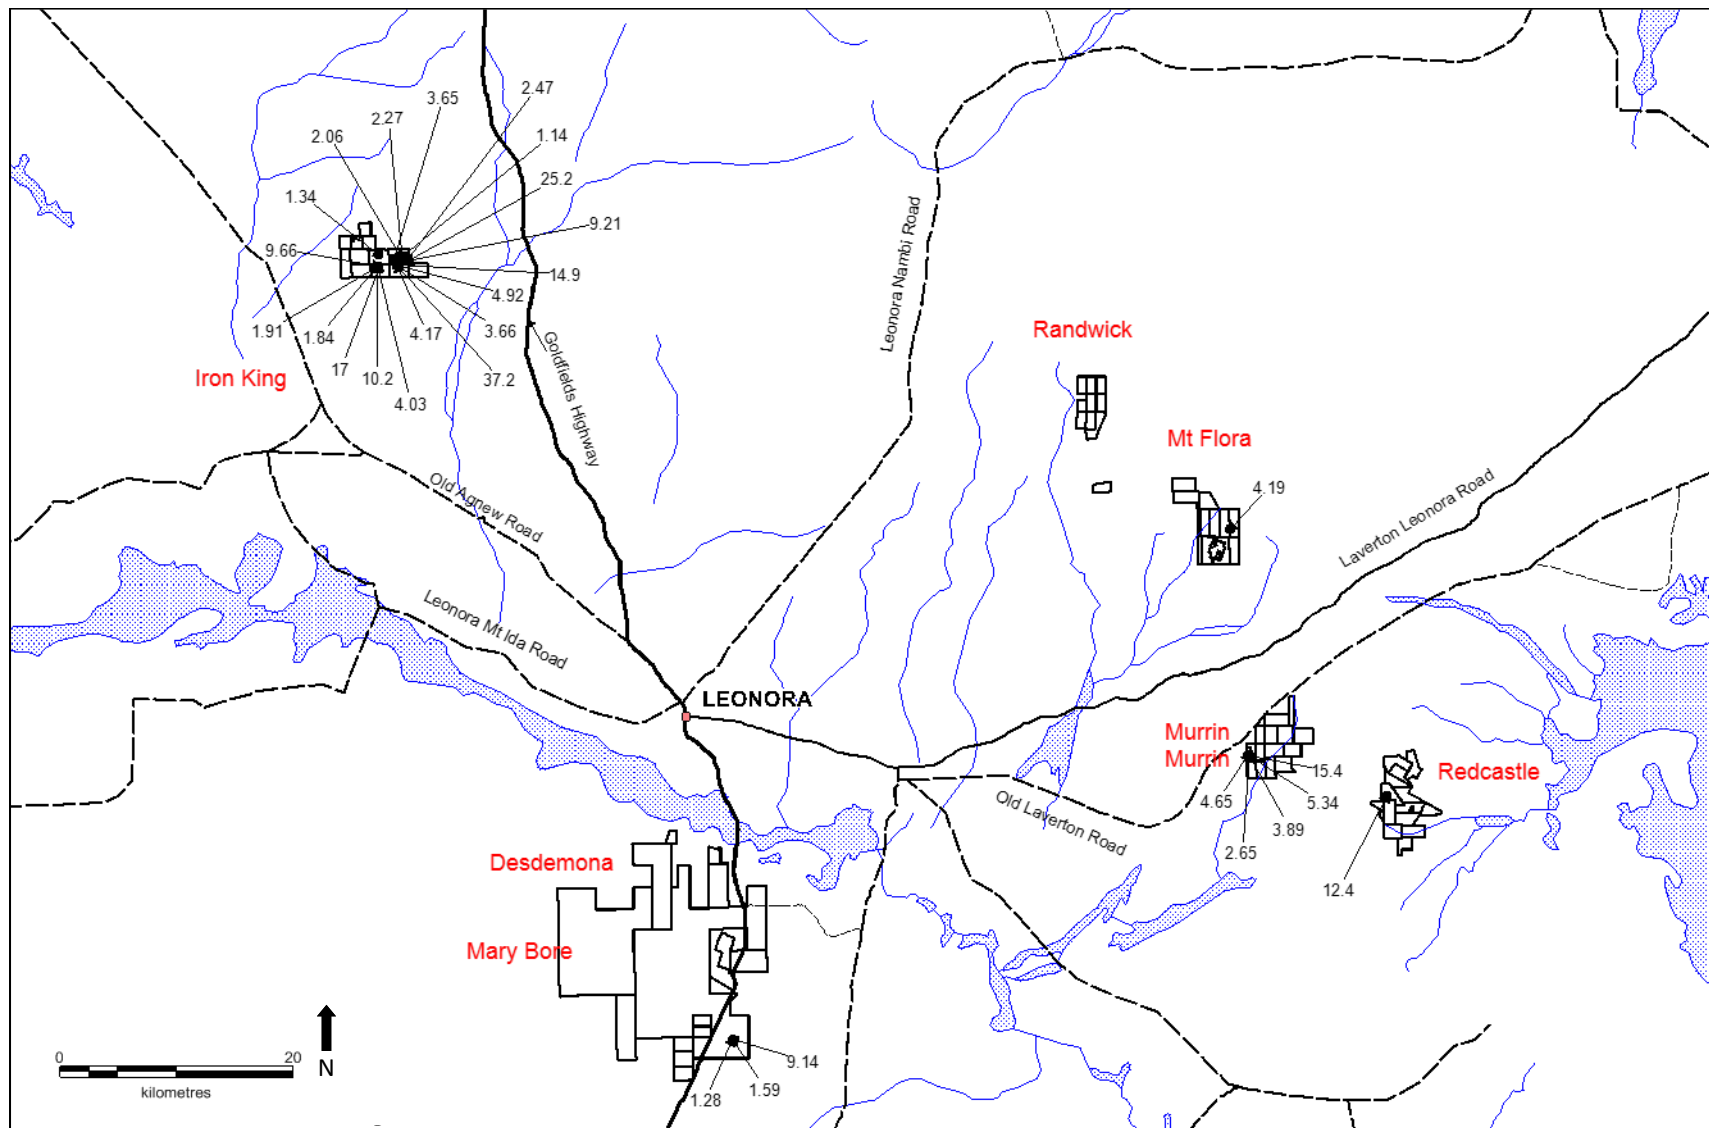 2.47
3.65
2.27
2.06
1.14
25.2
1.34
9.21
9.66
14.9
4.92
1.91
1.84
4.17
3.66
17
10.2
37.2
4.03
Iron King
Goldfields Highway
Leonora Nambi Road
Randwick
Mt Flora
4.19
Old Agnew Road
Laverton Leonora Road
Leonora Mt Ida Road
LEONORA
Murrin
Murrin
15.4
4.65
5.34
3.89
2.65
Redcastle
12.4
Old Laverton Road
Desdemona
Mary Bore
9.14
1.59
1.28
0
20
kilometres
N